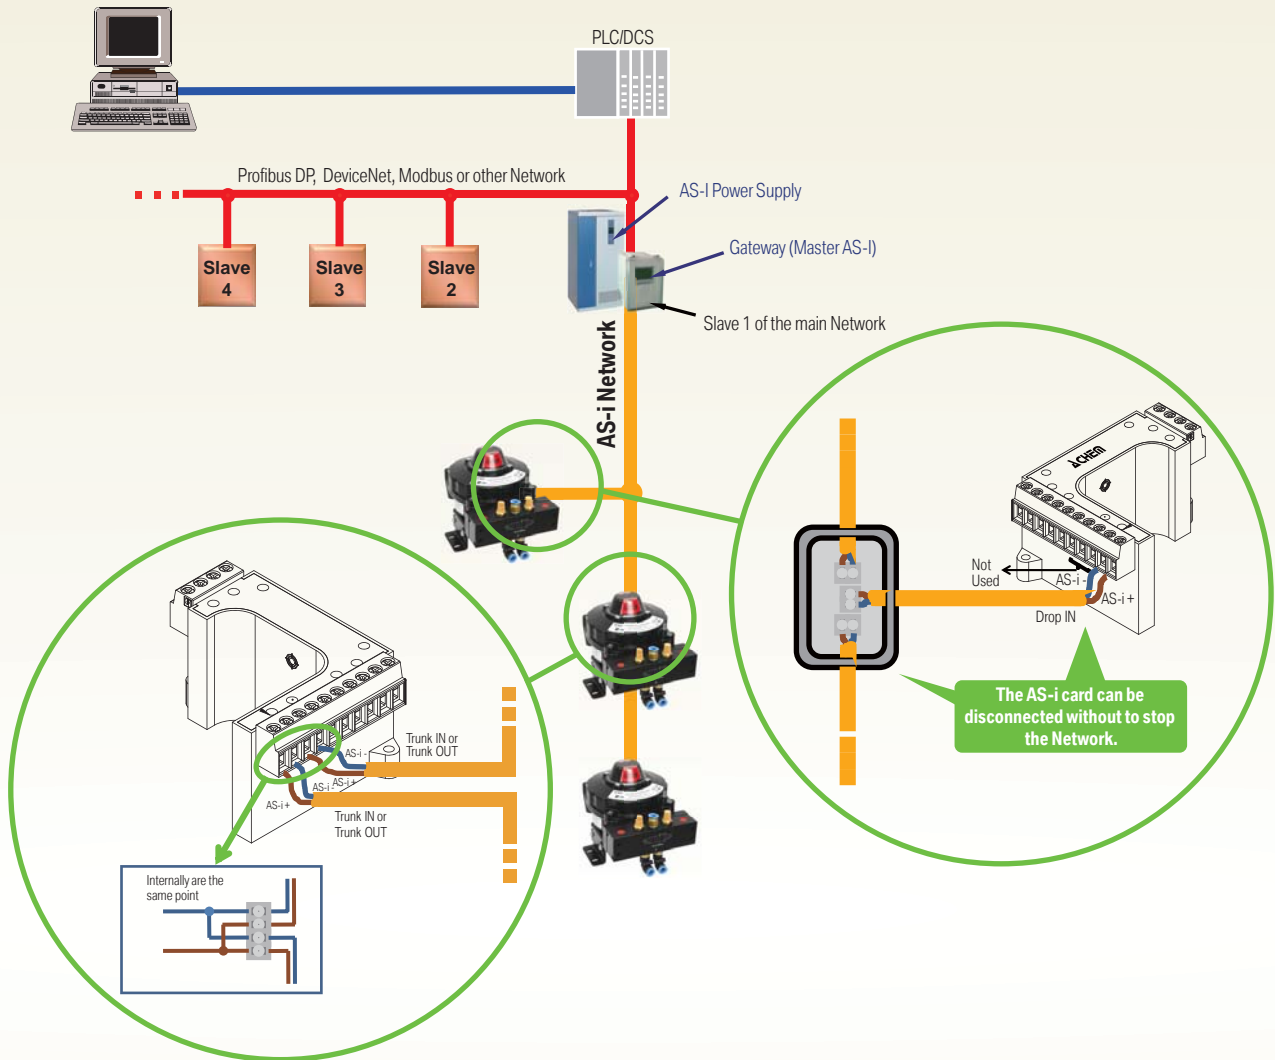 PLC/DCS
Profibus DP, DeviceNet, Modbus or other Network
AS-I Power Supply
Gateway (Master AS-I)
Slave
4
Slave
3
Slave
2
Slave 1 of the main Network
AS-i Network
ACHEM
Not
Used
AS-i -
AS-i +
Drop IN
The AS-i card can be
disconnected without to stop
the Network.
Trunk IN or
Trunk OUT
AS-i -
AS-i +
AS-i -
AS-i +
Trunk IN or
Trunk OUT
Internally are the
same point